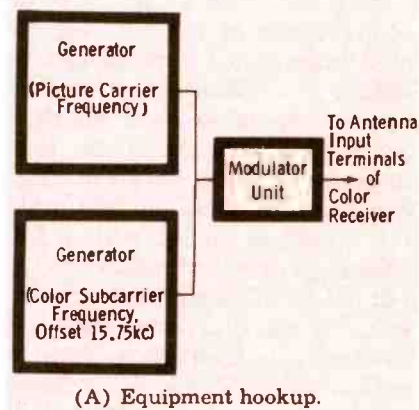 Generator
(Picture Carrier
Frequency)
Modulator
Unit
To Antenna
Input
Terminals
of
Color
Receiver
Generator
(Color Subcarrier
Frequency,
Offset 15.75kc)
(A) Equipment hookup.